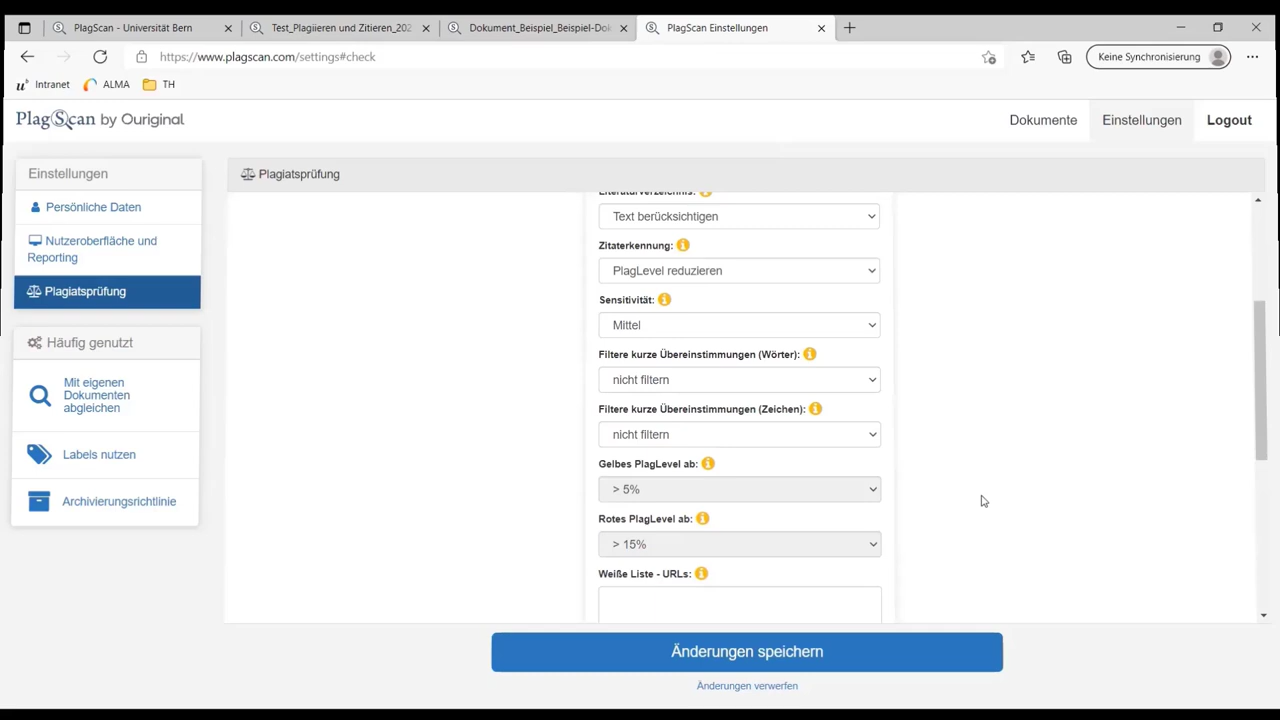 PlagScan - Universität Bern
Test_Plagiieren und Zitieren_202
Dokument_Beispiel_Beispiel-Dol
PlagScan Einstellungen
https://www.plagscan.com/settings#check
Keine Synchronisierung
Intranet
ALMA
TH
PlagScan by Ouriginal
Dokumente
Einstellungen
Logout
Einstellungen
Persönliche Daten
Nutzeroberfläche und
Reporting
Plagiatsprüfung
Häufig genutzt
Mit eigenen
Dokumenten
abgleichen
Labels nutzen
Archivierungsrichtlinie
Plagiatsprüfung
Literaturverzeichnis:
Text berücksichtigen
Zitaterkennung:
PlagLevel reduzieren
Sensitivität:
Mittel
Filtere kurze Übereinstimmungen (Wörter):
nicht filtern
Filtere kurze Übereinstimmungen (Zeichen):
nicht filtern
Gelbes PlagLevel ab:
> 5%
Rotes PlagLevel ab:
> 15%
Weiße Liste - URLs:
Änderungen speichern
Änderungen verwerfen